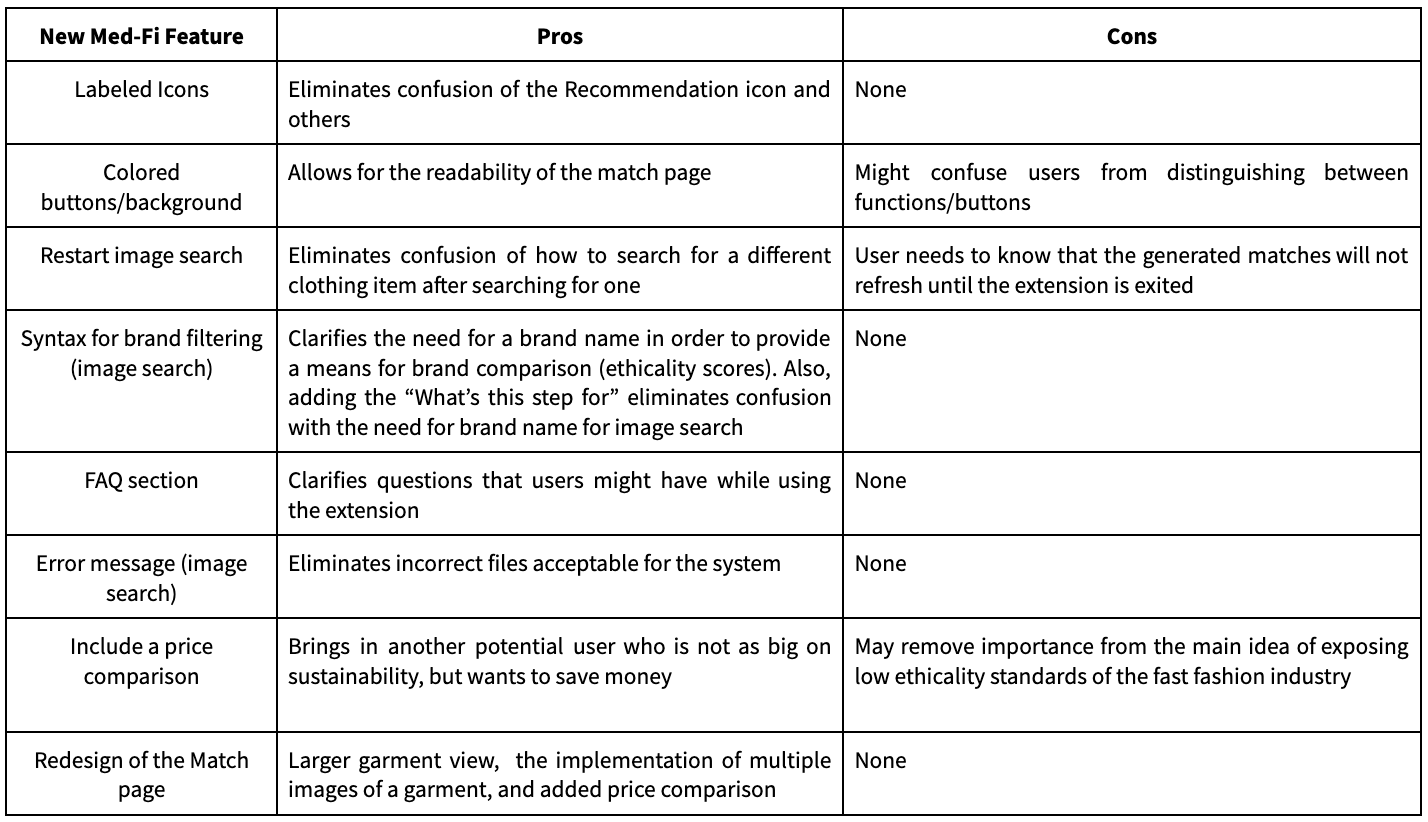 New Med-Fi Feature Pros Cons
Labeled Icons
Eliminates confusion of the Recommendation icon and
others
None
Colored
buttons/background
Allows for the readability of the match page
Might confuse users from distinguishing between
functions/buttons
Restart image search
Eliminates confusion of how to search for a different
clothing item after searching for one
User needs to know that the generated matches will not
refresh until the extension is exited
Syntax for brand filtering
(image search)
Clarifies the need for a brand name in order to provide
a means for brand comparison (ethicality scores). Also,
adding the “What’s this step for” eliminates confusion
with the need for brand name for image search
None
FAQ section
Clarifies questions that users might have while using
the extension
None
Error message (image
search)
Eliminates incorrect files acceptable for the system
None
Include a price
comparison
Brings in another potential user who is not as big on
sustainability, but wants to save money
May remove importance from the main idea of exposing
low ethicality standards of the fast fashion industry
Redesign of the Match
page
Larger garment view, the implementation of multiple
images of a garment, and added price comparison
None